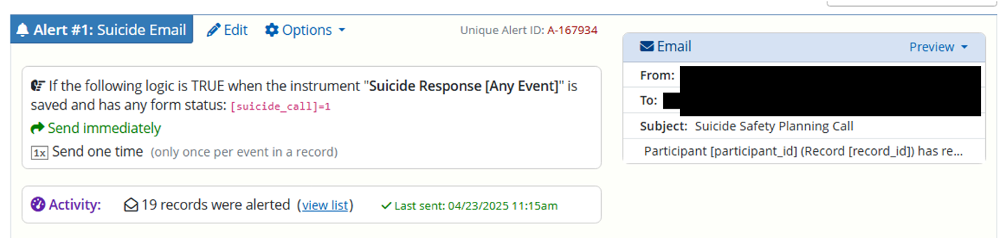 Alert #1: Suicide Email Edit Options Unique Alert ID: A-167934
If the following logic is TRUE when the instrument "Suicide Response [Any Event]" is
saved and has any form status: [suicide_call]=1
Send immediately
1x Send one time (only once per event in a record)
Activity: 19 records were alerted (view list) Last sent: 04/23/2025 11:15am
Email Preview
From:
To:
Subject: Suicide Safety Planning Call
Participant [participant_id] (Record [record_id]) has re...